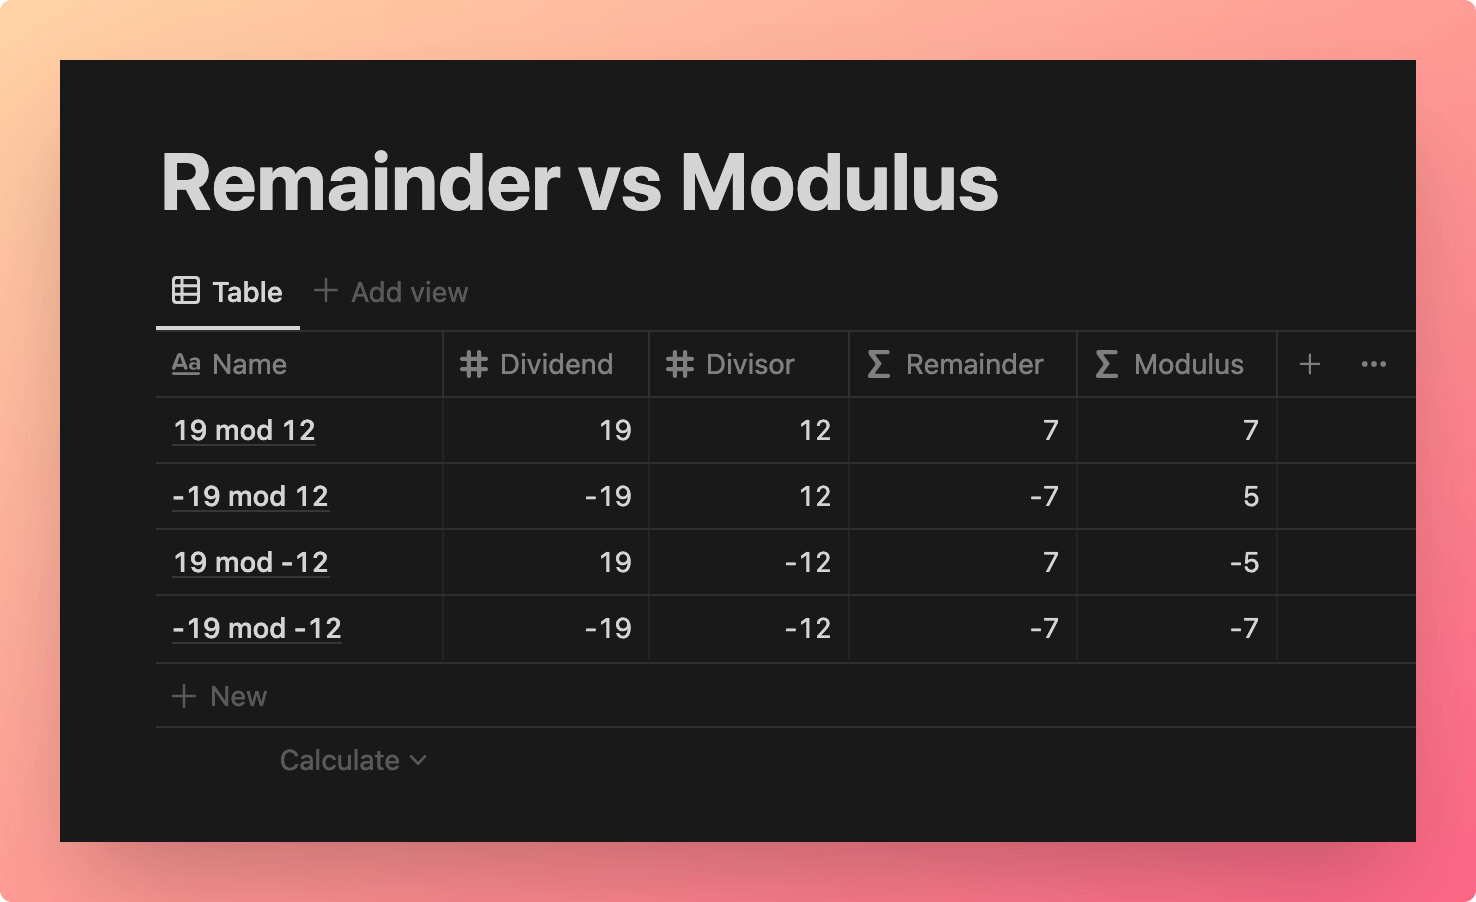 Remainder vs Modulus
Table + Add view
Aa Name # Dividend # Divisor Σ Remainder Σ Modulus + •••
19 mod 12 19 12 7 7
-19 mod 12 -19 12 -7 5
19 mod -12 19 -12 7 -5
-19 mod -12 -19 -12 -7 -7
+ New
Calculate